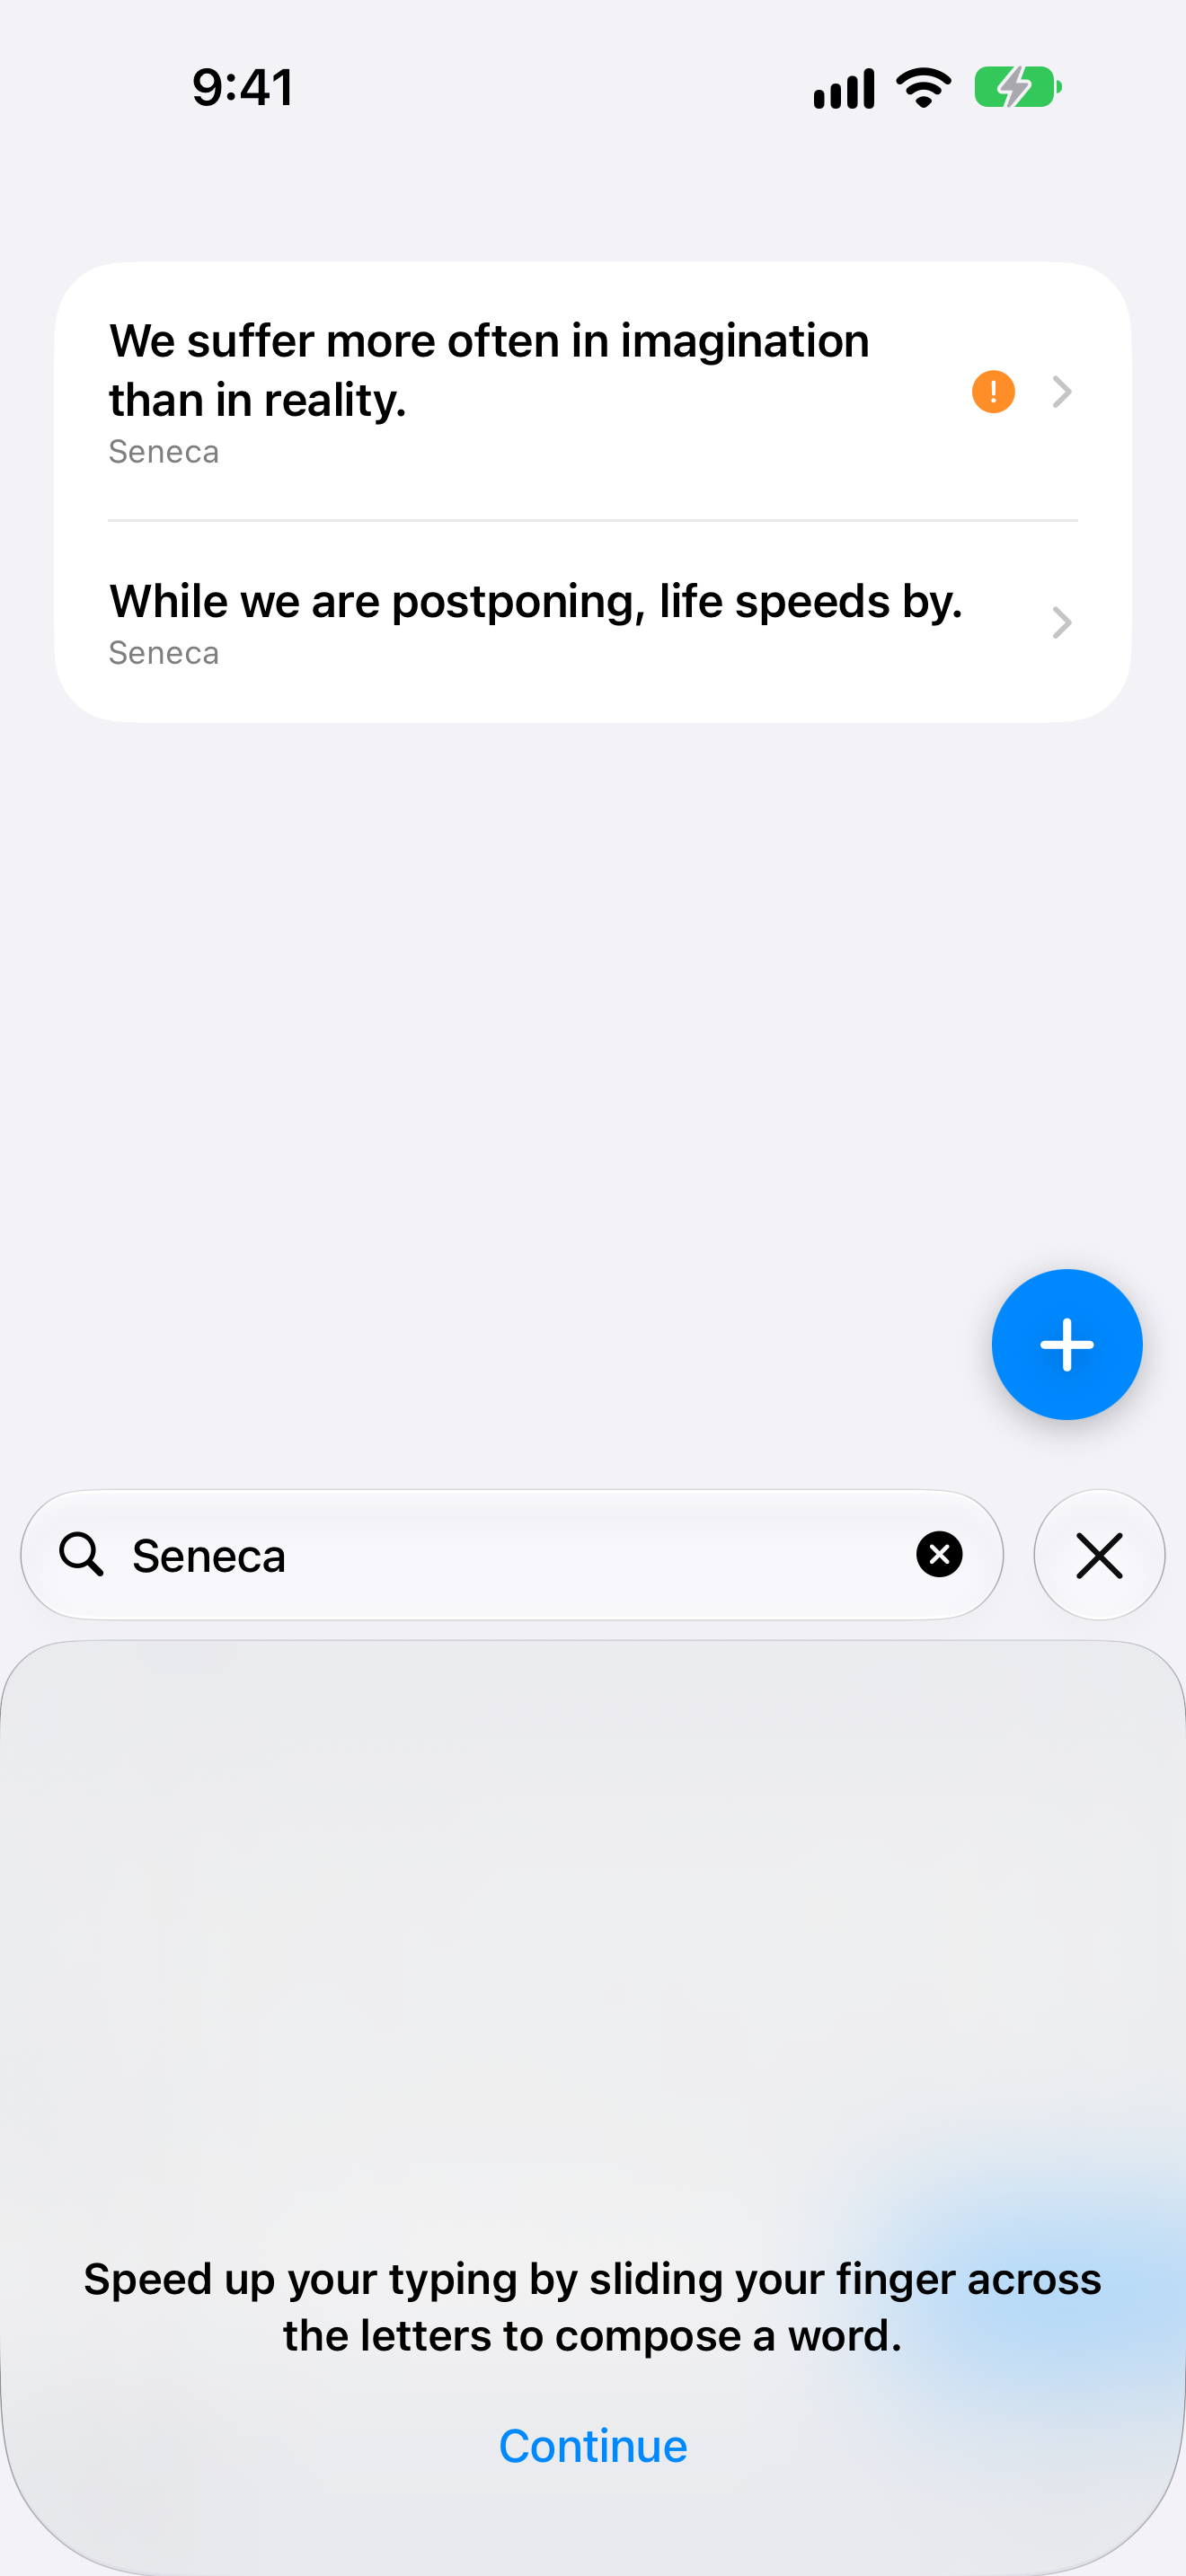 9:41
We suffer more often in imagination
than in reality.
Seneca
While we are postponing, life speeds by.
Seneca
Seneca
Speed up your typing by sliding your finger across
the letters to compose a word.
Continue